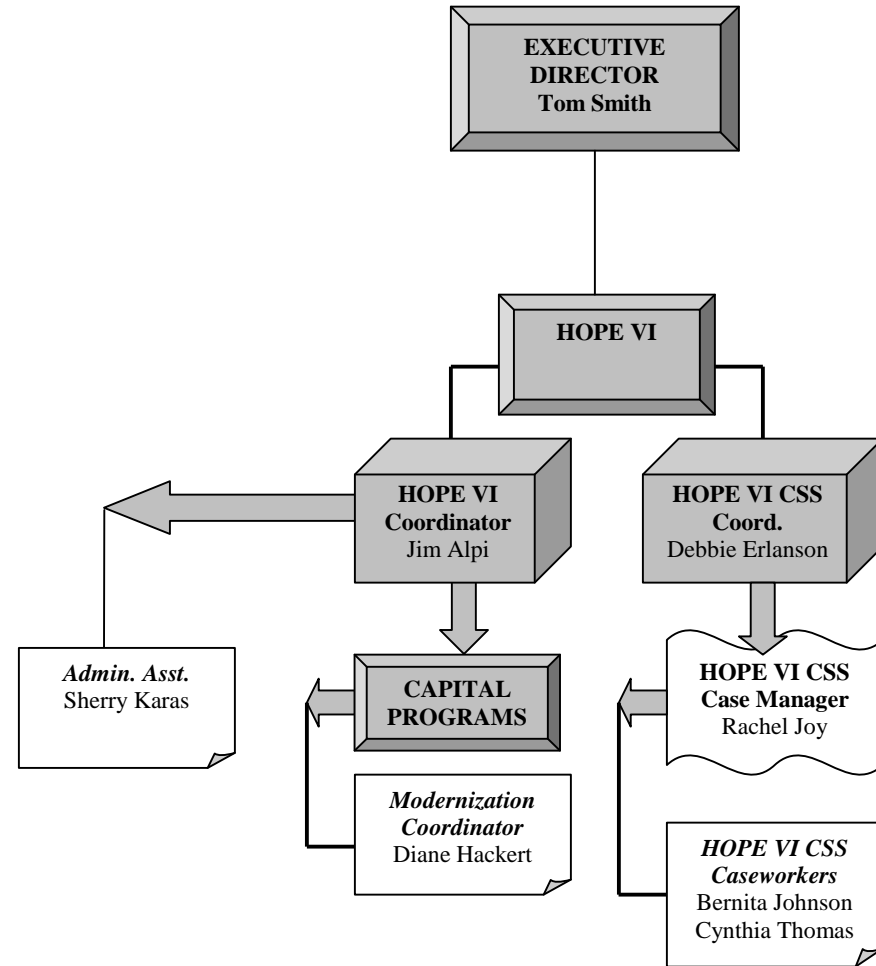 EXECUTIVE
DIRECTOR
Tom Smith
HOPE VI
HOPE VI
Coordinator
Jim Alpi
HOPE VI CSS
Coord.
Debbie Erlanson
Admin. Asst.
Sherry Karas
CAPITAL
PROGRAMS
HOPE VI CSS
Case Manager
Rachel Joy
Modernization
Coordinator
Diane Hackert
HOPE VI CSS
Caseworkers
Bernita Johnson
Cynthia Thomas